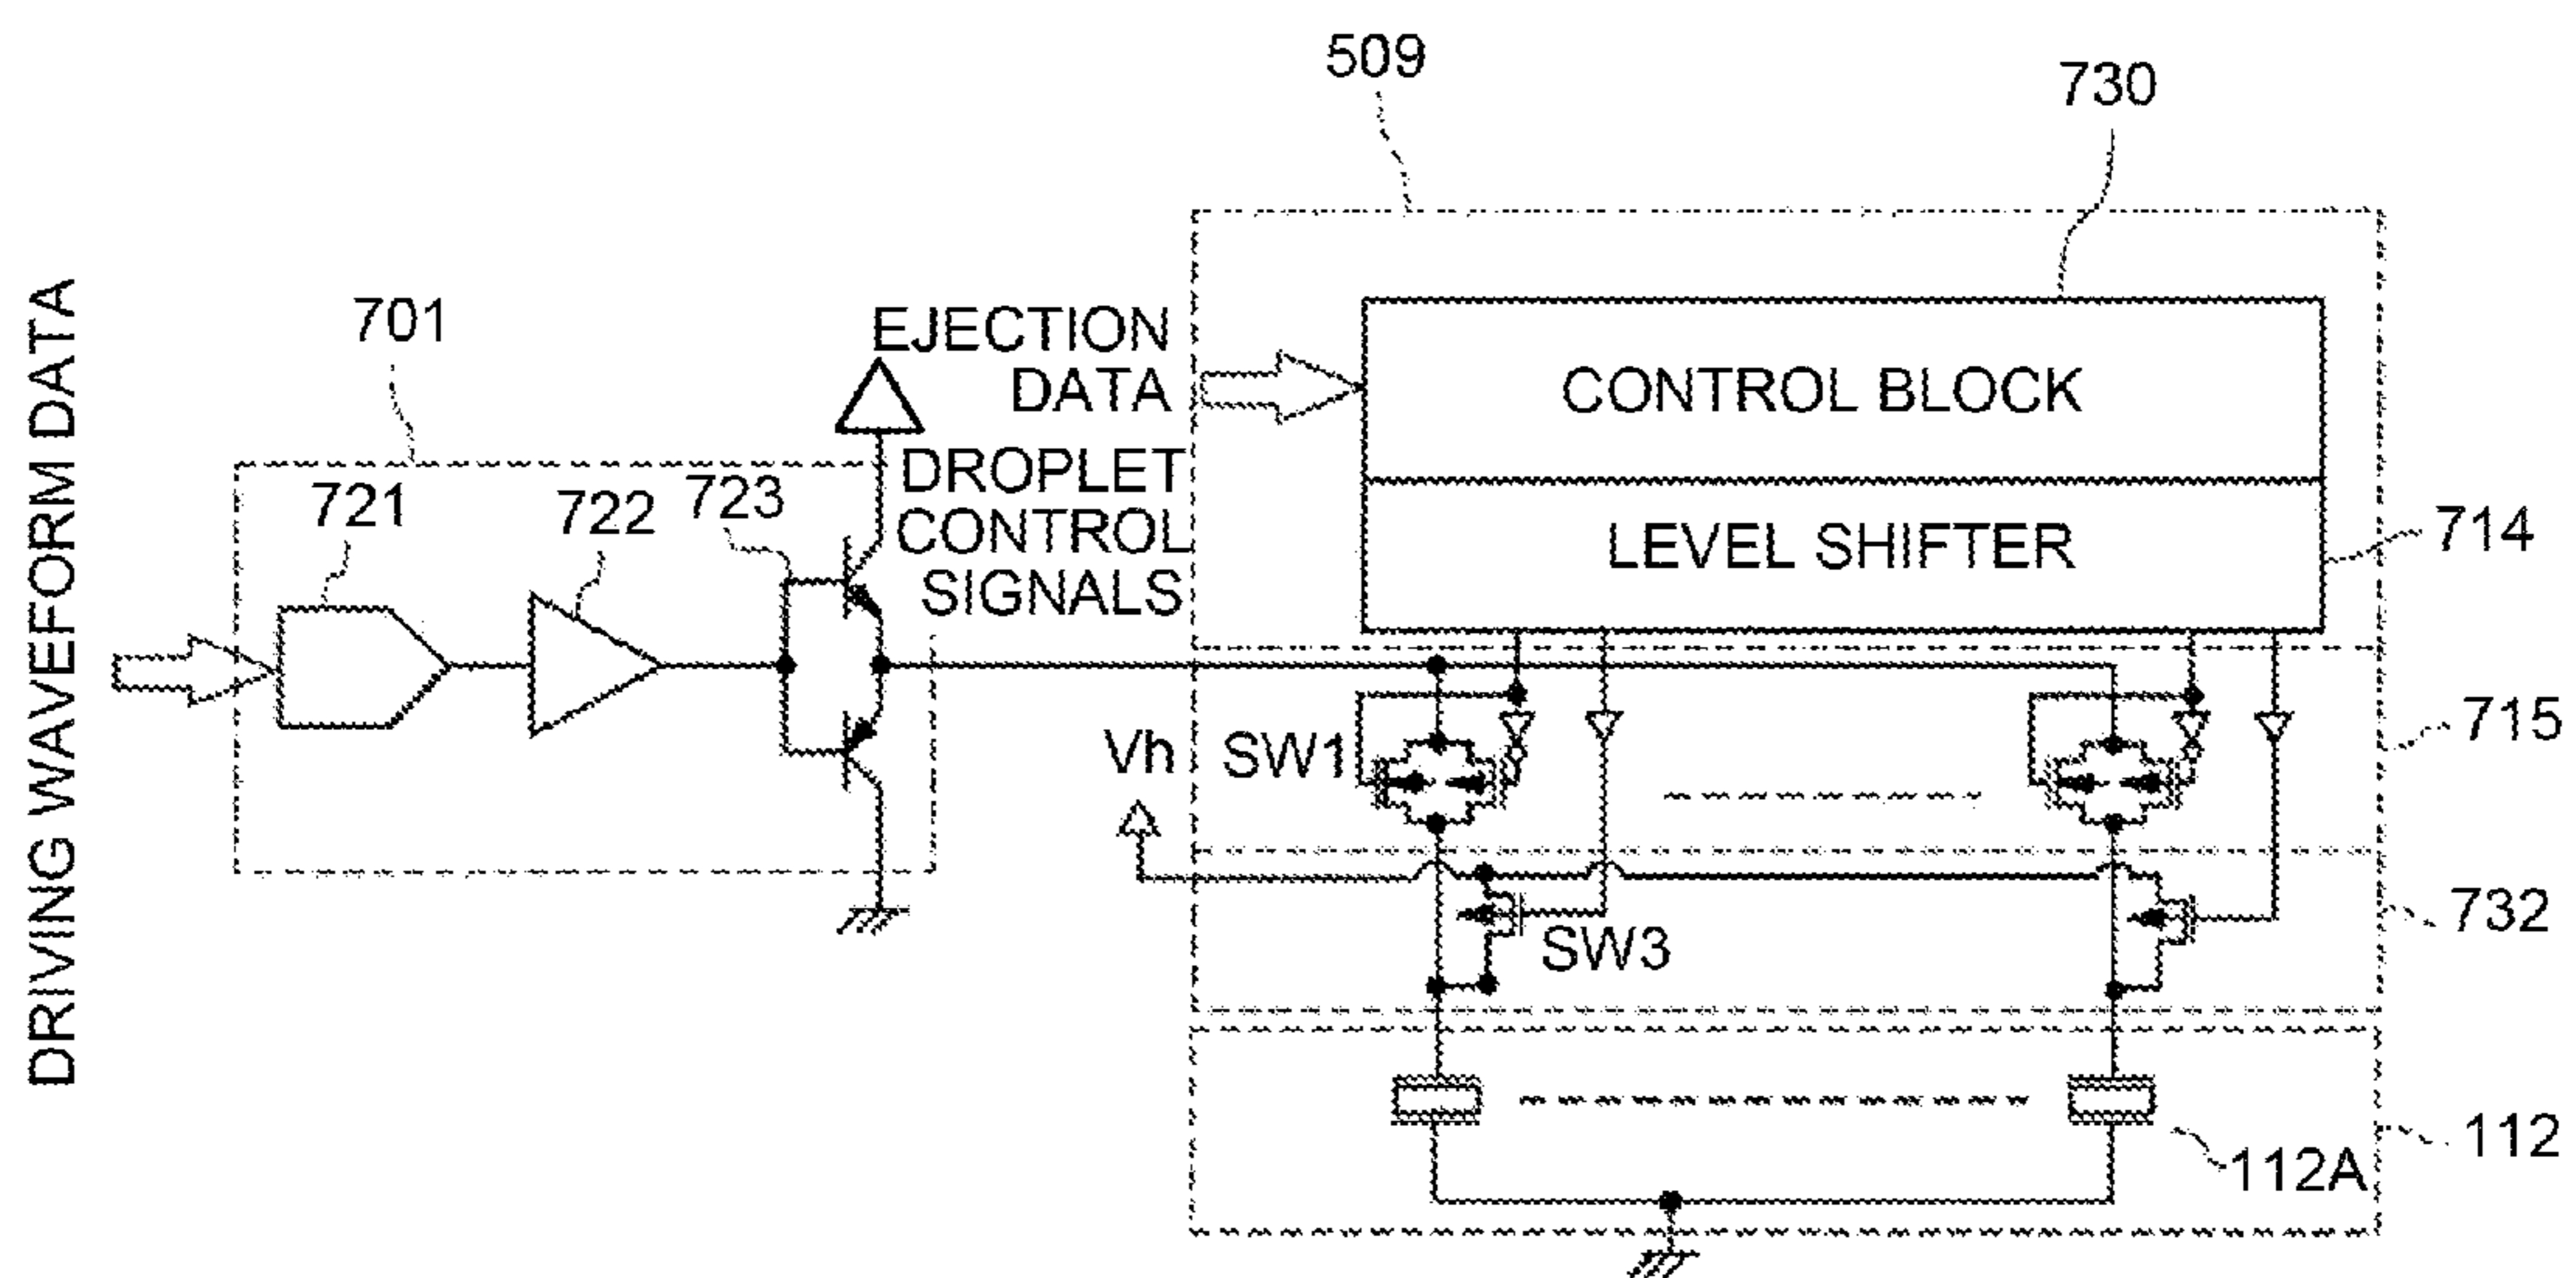 509
730
DRIVING WAVEFORM DATA
701
EJECTION
DATA
CONTROL BLOCK
721
722
723
DROPLET
CONTROL
SIGNALS
LEVEL SHIFTER
714
Vh
SW1
715
SW3
732
112
112A